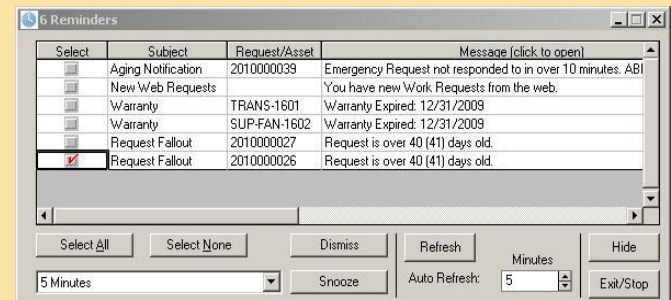 6 Reminders
Select Subject Request/Asset Message (click to open)
Aging Notification 2010000039 Emergency Request not responded to in over 10 minutes.
New Web Requests You have new Work Requests from the web.
Warranty TRANS-1601 Warranty Expired: 12/31/2009
Warranty SUP-FAN-1602 Warranty Expired: 12/31/2009
Request Fallout 2010000027 Request is over 40 (41) days old.
Request Fallout 2010000026 Request is over 40 (41) days old.
Select All Select None Dismiss Refresh Minutes Hide
5 Minutes Snooze Auto Refresh: 5 Exit/Stop